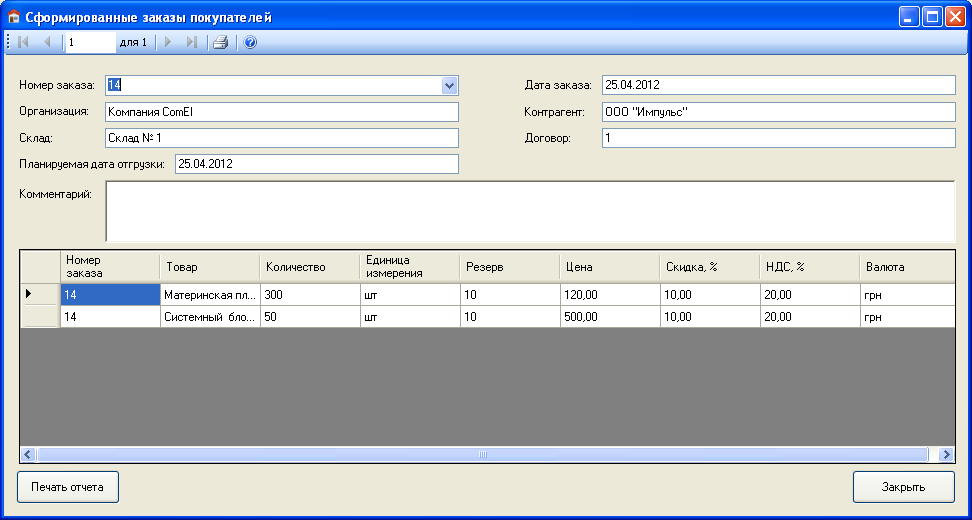 Сформированные заказы покупателей
1 для 1
Номер заказа: 14 Дата заказа: 25.04.2012
Организация: Компания ComEl Контрагент: ООО "Импульс"
Склад: Склад № 1 Договор: 1
Планируемая дата отгрузки: 25.04.2012
Комментарий:
Номер заказа Товар Количество Единица измерения Резерв Цена Скидка, % НДС, % Валюта
14 Материнская пл... 300 шт 10 120,00 10,00 20,00 грн
14 Системный бло... 50 шт 10 500,00 10,00 20,00 грн
Печать отчета Закрыть